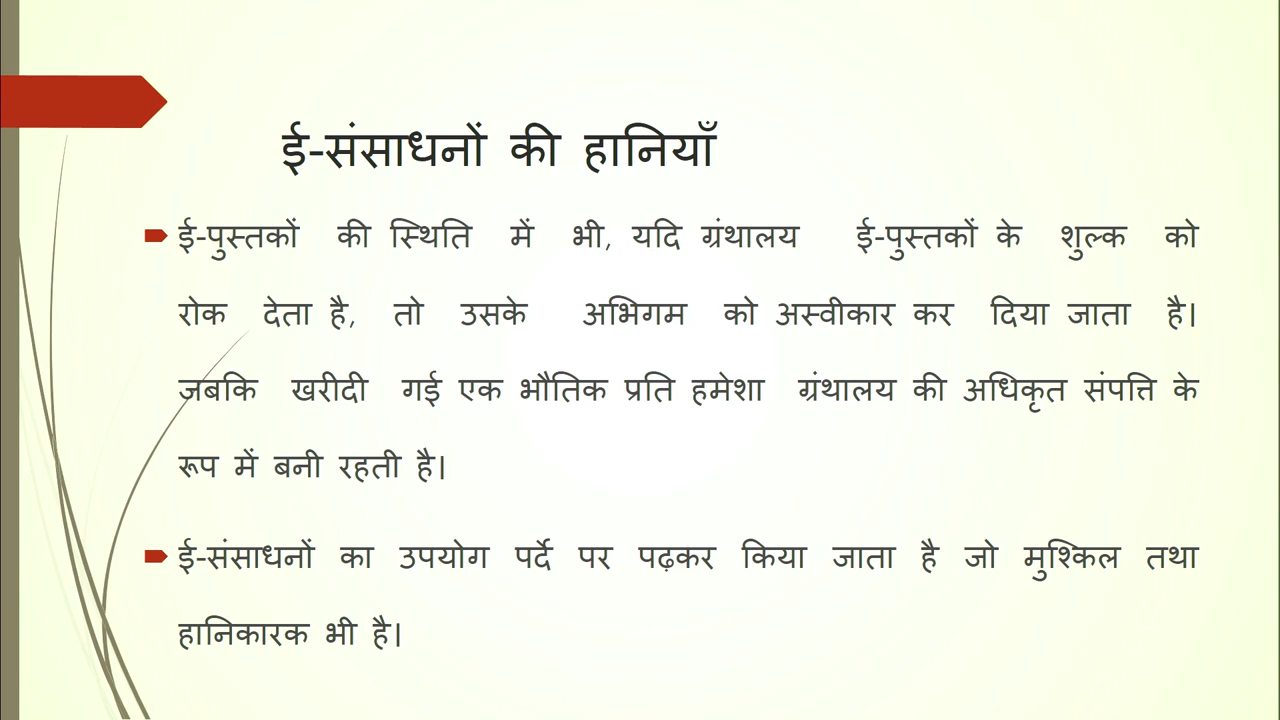 ई-संसाधनों की हानियाँ
ई-पुस्तकों की स्थिति में भी, यदि ग्रंथालय ई-पुस्तकों के शुल्क को
रोक देता है, तो उसके अभिगम को अस्वीकार कर दिया जाता है।
जबकि खरीदी गई एक भौतिक प्रति हमेशा ग्रंथालय की अधिकृत संपत्ति के
रूप में बनी रहती है।
ई-संसाधनों का उपयोग पर्दे पर पढ़कर किया जाता है जो मुश्किल तथा
हानिकारक भी है।